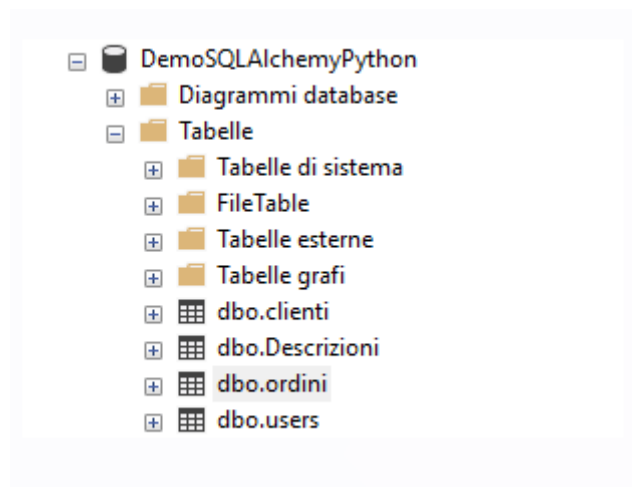 DemoSQLAlchemyPython
Diagrammi database
Tabelle
Tabelle di sistema
FileTable
Tabelle esterne
Tabelle grafi
dbo.clienti
dbo.Descrizioni
dbo.ordini
dbo.users